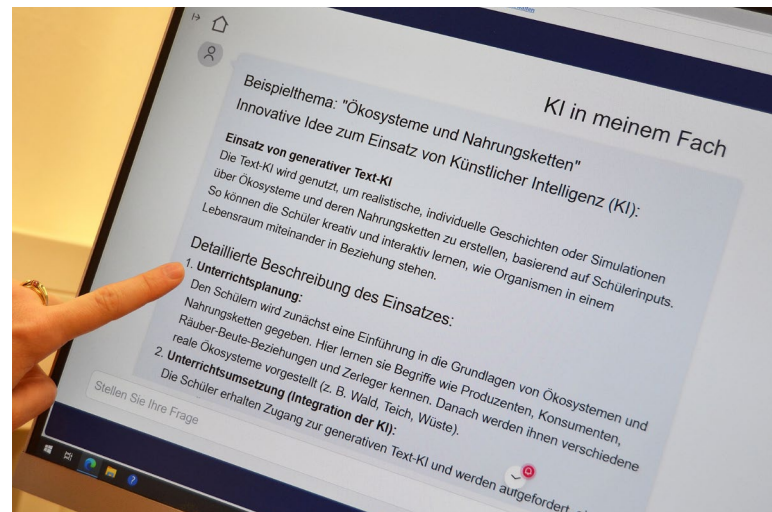 KI in meinem Fach
Beispielthema: "Ökosysteme und Nahrungsketten"
Innovative Idee zum Einsatz von Künstlicher Intelligenz (KI):
Einsatz von generativer Text-KI
Die Text-KI wird genutzt, um realistische, individuelle Geschichten oder Simulationen
über Ökosysteme und deren Nahrungsketten zu erstellen, basierend auf Schülerinputs.
So können die Schüler kreativ und interaktiv lernen, wie Organismen in einem
Lebensraum miteinander in Beziehung stehen.
Detaillierte Beschreibung des Einsatzes:
1. Unterrichtsplanung:
Den Schülern wird zunächst eine Einführung in die Grundlagen von Ökosystemen und
Nahrungsketten gegeben. Hier lernen sie Begriffe wie Produzenten, Konsumenten,
Räuber-Beute-Beziehungen und Zerleger kennen. Danach werden ihnen verschiedene
reale Ökosysteme vorgestellt (z. B. Wald, Teich, Wüste).
2. Unterrichtsumsetzung (Integration der KI):
Die Schüler erhalten Zugang zur generativen Text-KI und werden aufgefordert,
Stellen Sie Ihre Frage